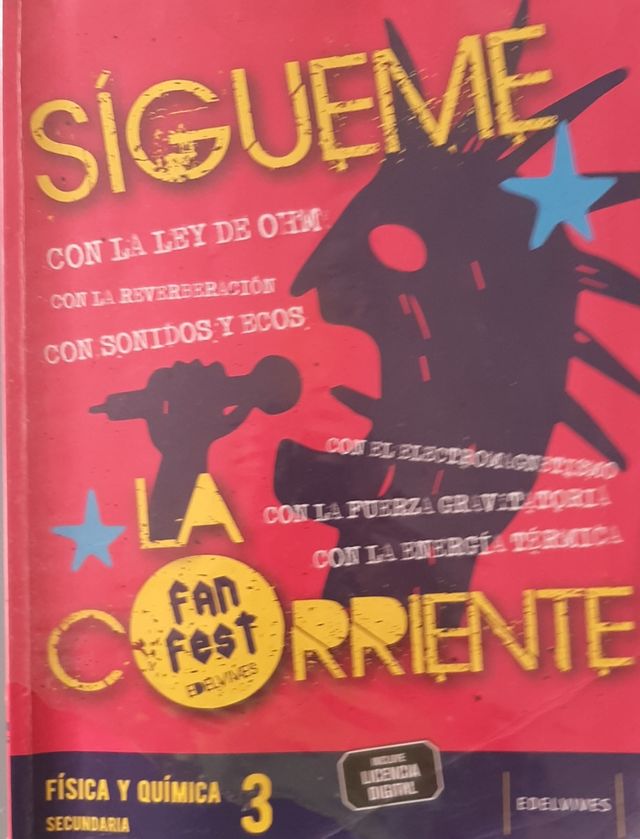 SÍGUEME
CON LA LEY DE OHM
CON LA REVERBERACIÓN
CON SONIDOS Y ECOS
CON EL ELECTROMAGNETISMO
CON LA FUERZA GRAVITATORIA
CON LA ENERGÍA TÉRMICA
LA
CORRIENTE
FAN
FEST
EDELVIVES
FÍSICA Y QUÍMICA 3
SECUNDARIA
INCLUYE
LICENCIA
DIGITAL
EDELVIVES